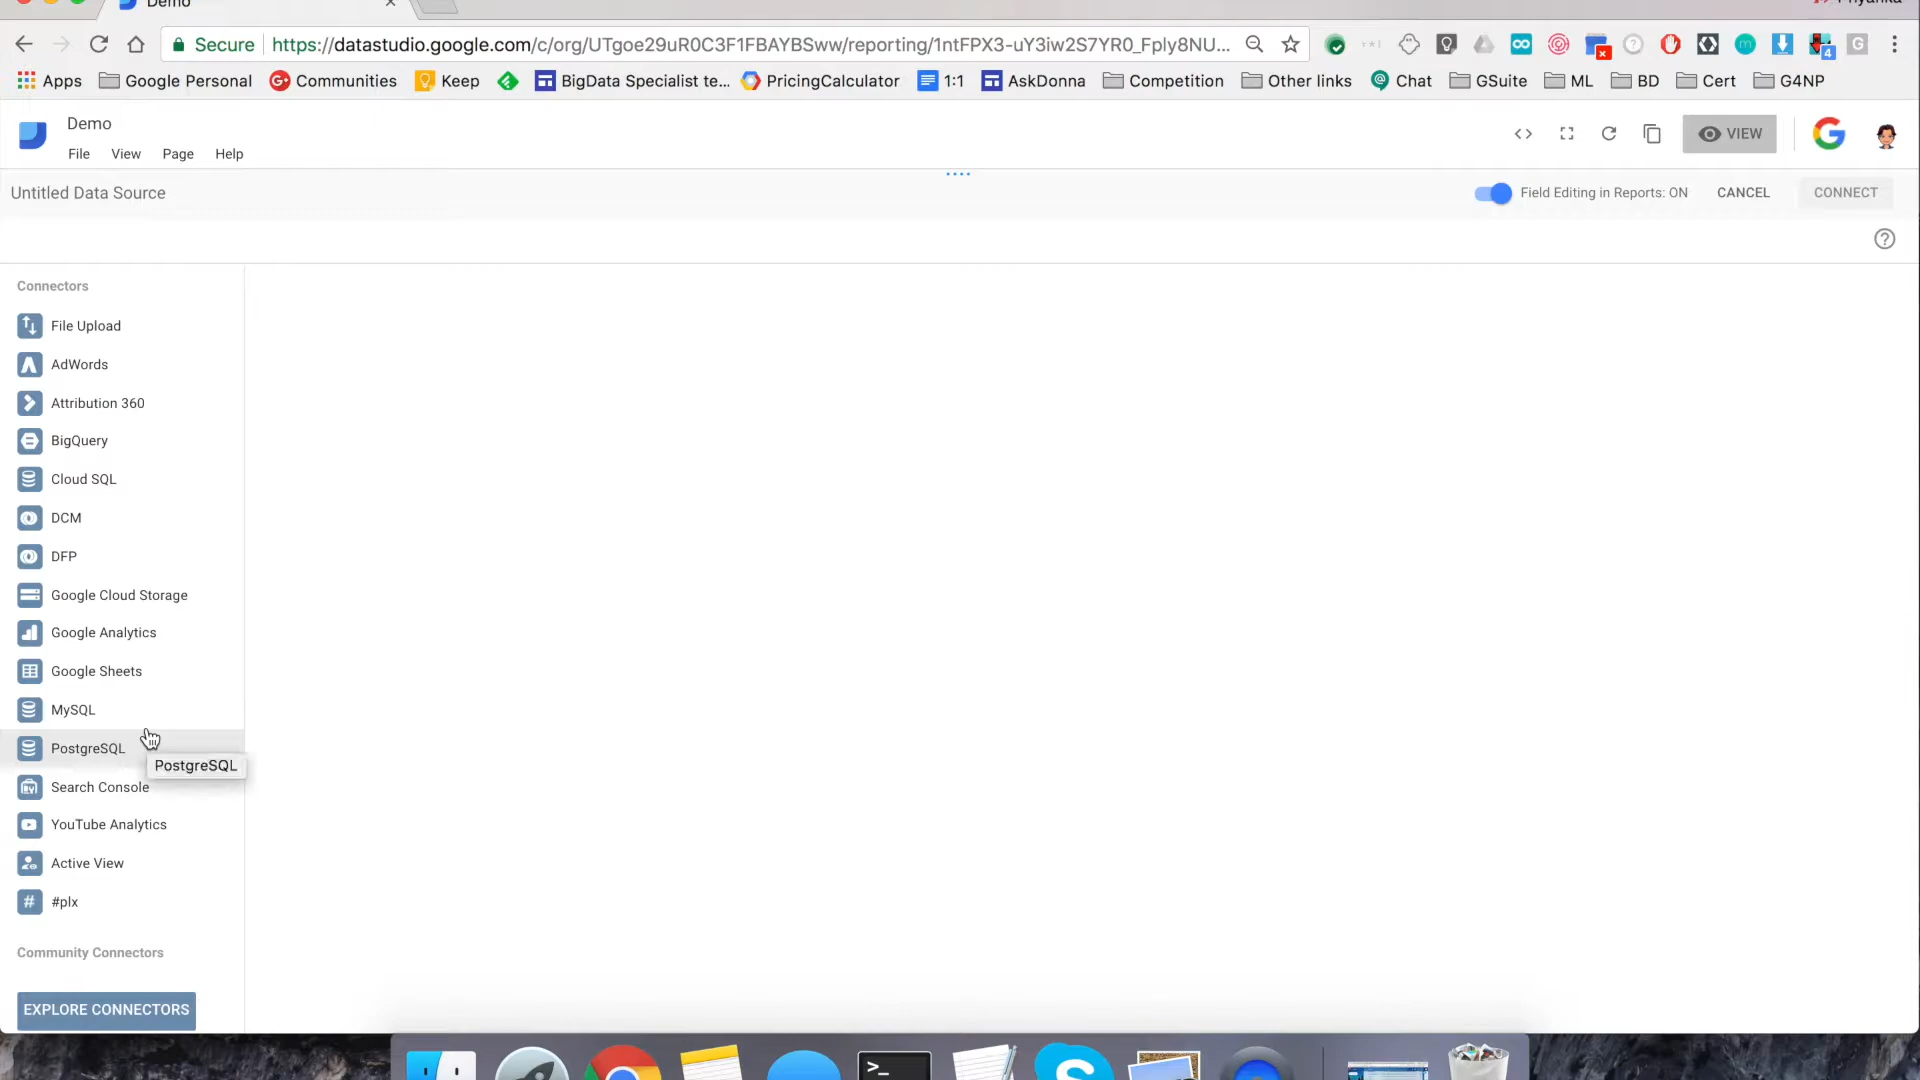 Demo
Secure
https://datastudio.google.com/c/org/UTgoe29uR0C3F1FBAYBSww/reporting/1ntFPX3-uY3iw2S7YR0_Fply8NU...
4
G
Apps
Google Personal
Communities
Keep
BigData Specialist te...
PricingCalculator
1:1
AskDonna
Competition
Other links
Chat
GSuite
ML
BD
Cert
G4NP
Demo
File
View
Page
Help
VIEW
Untitled Data Source
Field Editing in Reports: ON
CANCEL
CONNECT
Connectors
File Upload
AdWords
Attribution 360
BigQuery
Cloud SQL
DCM
DFP
Google Cloud Storage
Google Analytics
Google Sheets
MySQL
PostgreSQL
PostgreSQL
Search Console
YouTube Analytics
Active View
#plx
Community Connectors
EXPLORE CONNECTORS